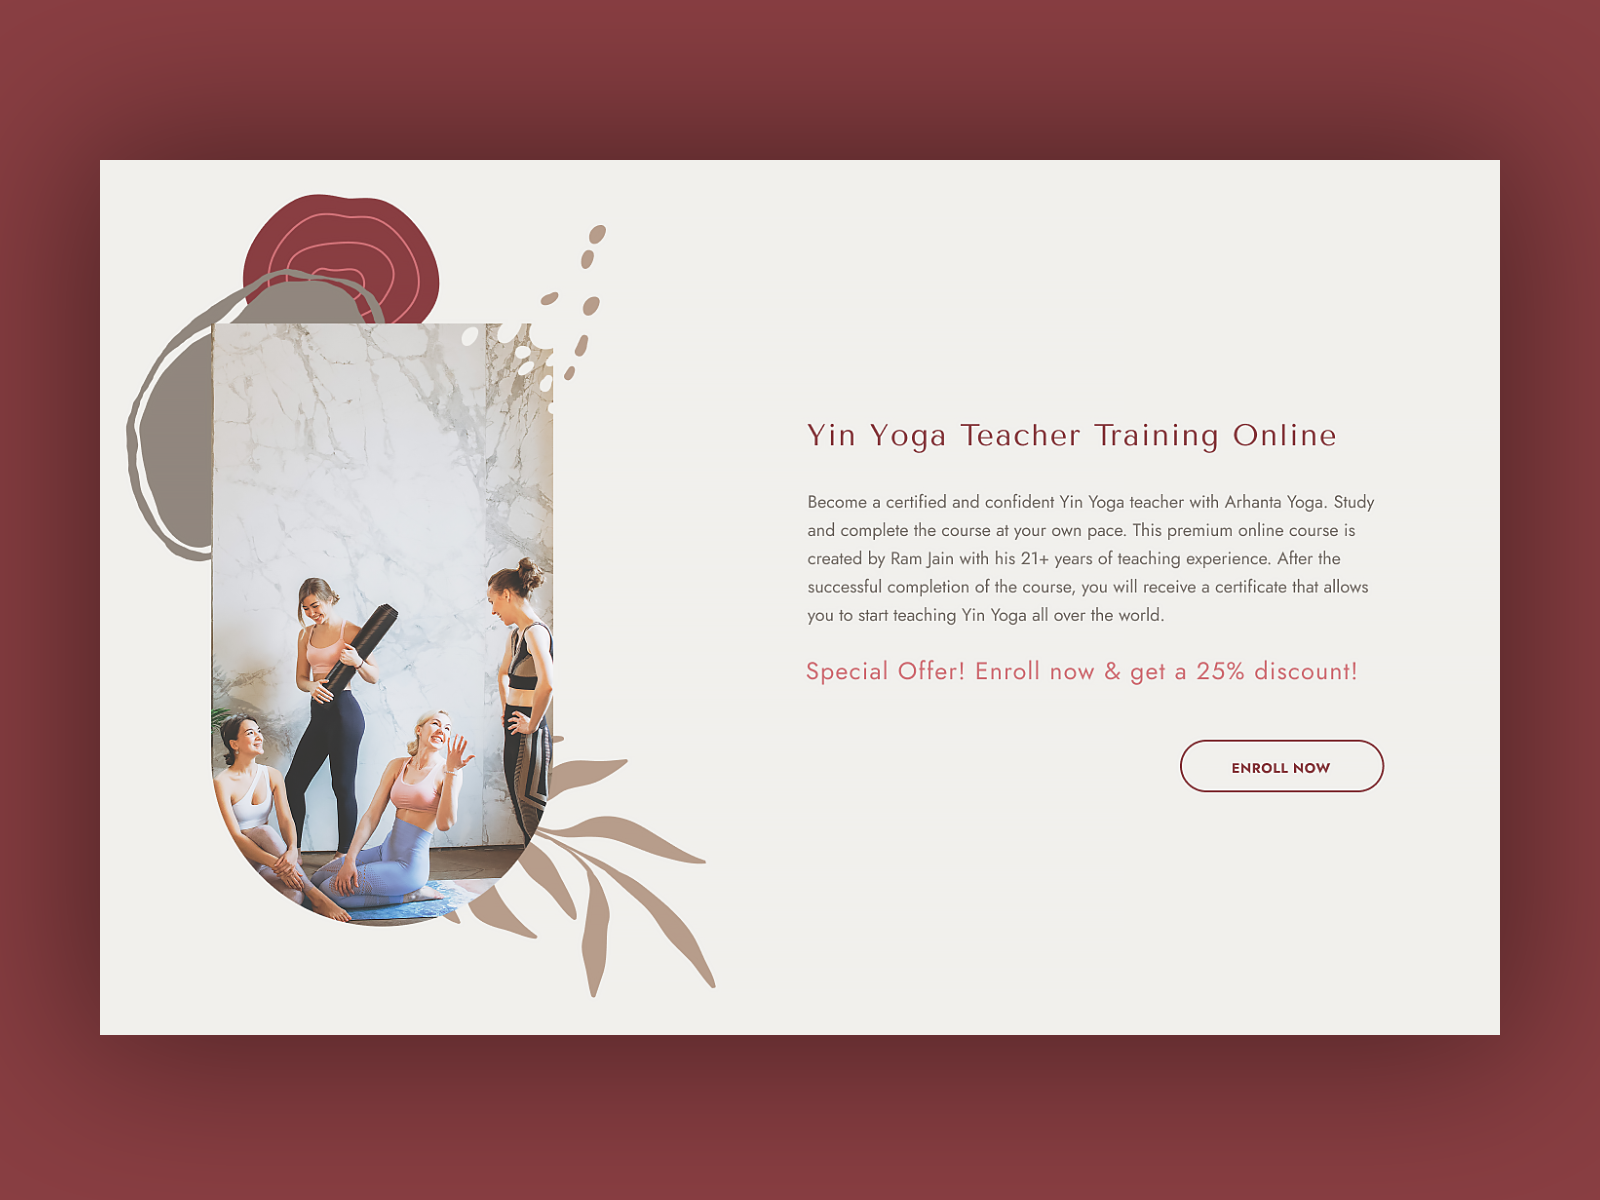 Yin Yoga Teacher Training Online
Become a certified and confident Yin Yoga teacher with Arhanta Yoga. Study
and complete the course at your own pace. This premium online course is
created by Ram Jain with his 21+ years of teaching experience. After the
successful completion of the course, you will receive a certificate that allows
you to start teaching Yin Yoga all over the world.
Special Offer! Enroll now & get a 25% discount!
ENROLL NOW